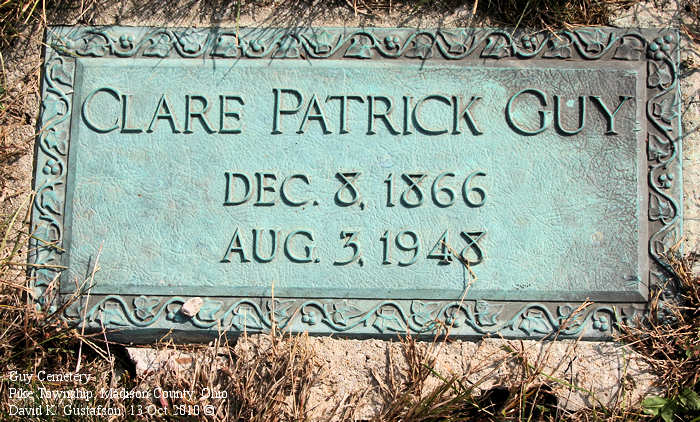 CLARE PATRICK GUY
DEC. 8, 1866
AUG. 3, 1948
Guy Cemetery
Pike Township, Madison County, Ohio
David K. Gustafson, 13 Oct 2010 ©